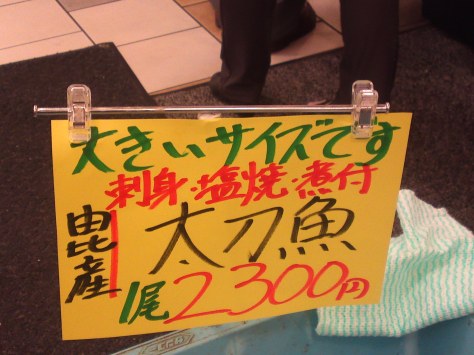 大きいサイズです
刺身・塩焼・煮付
由比産
太刀魚
1尾2300円